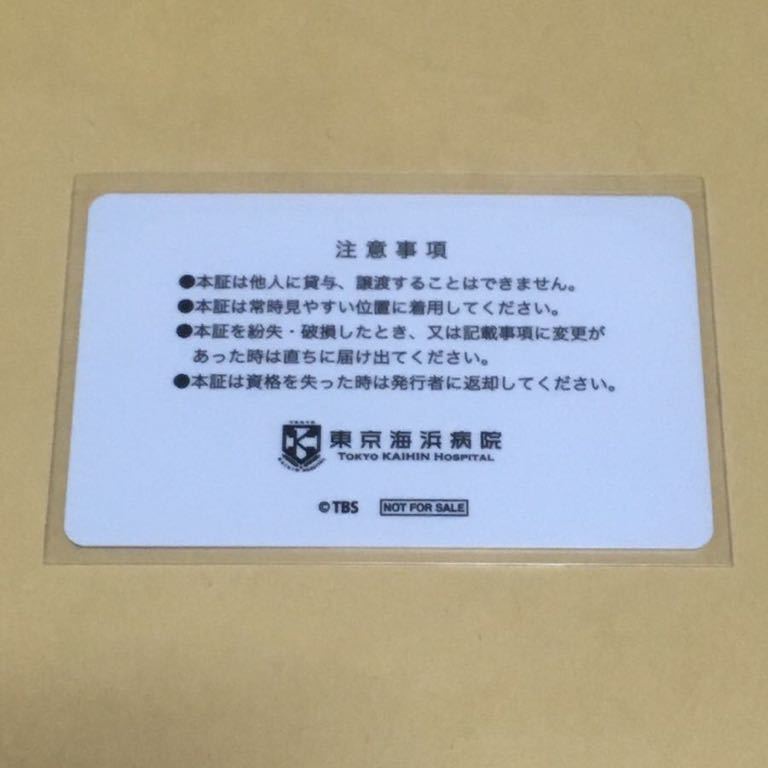 注意事項
●本証は他人に貸与、譲渡することはできません。
●本証は常時見やすい位置に着用してください。
●本証を紛失・破損したとき、又は記載事項に変更が
あった時は直ちに届け出てください。
●本証は資格を失った時は発行者に返却してください。
東京海浜病院
TOKYO KAIHIN HOSPITAL
©TBS NOT FOR SALE